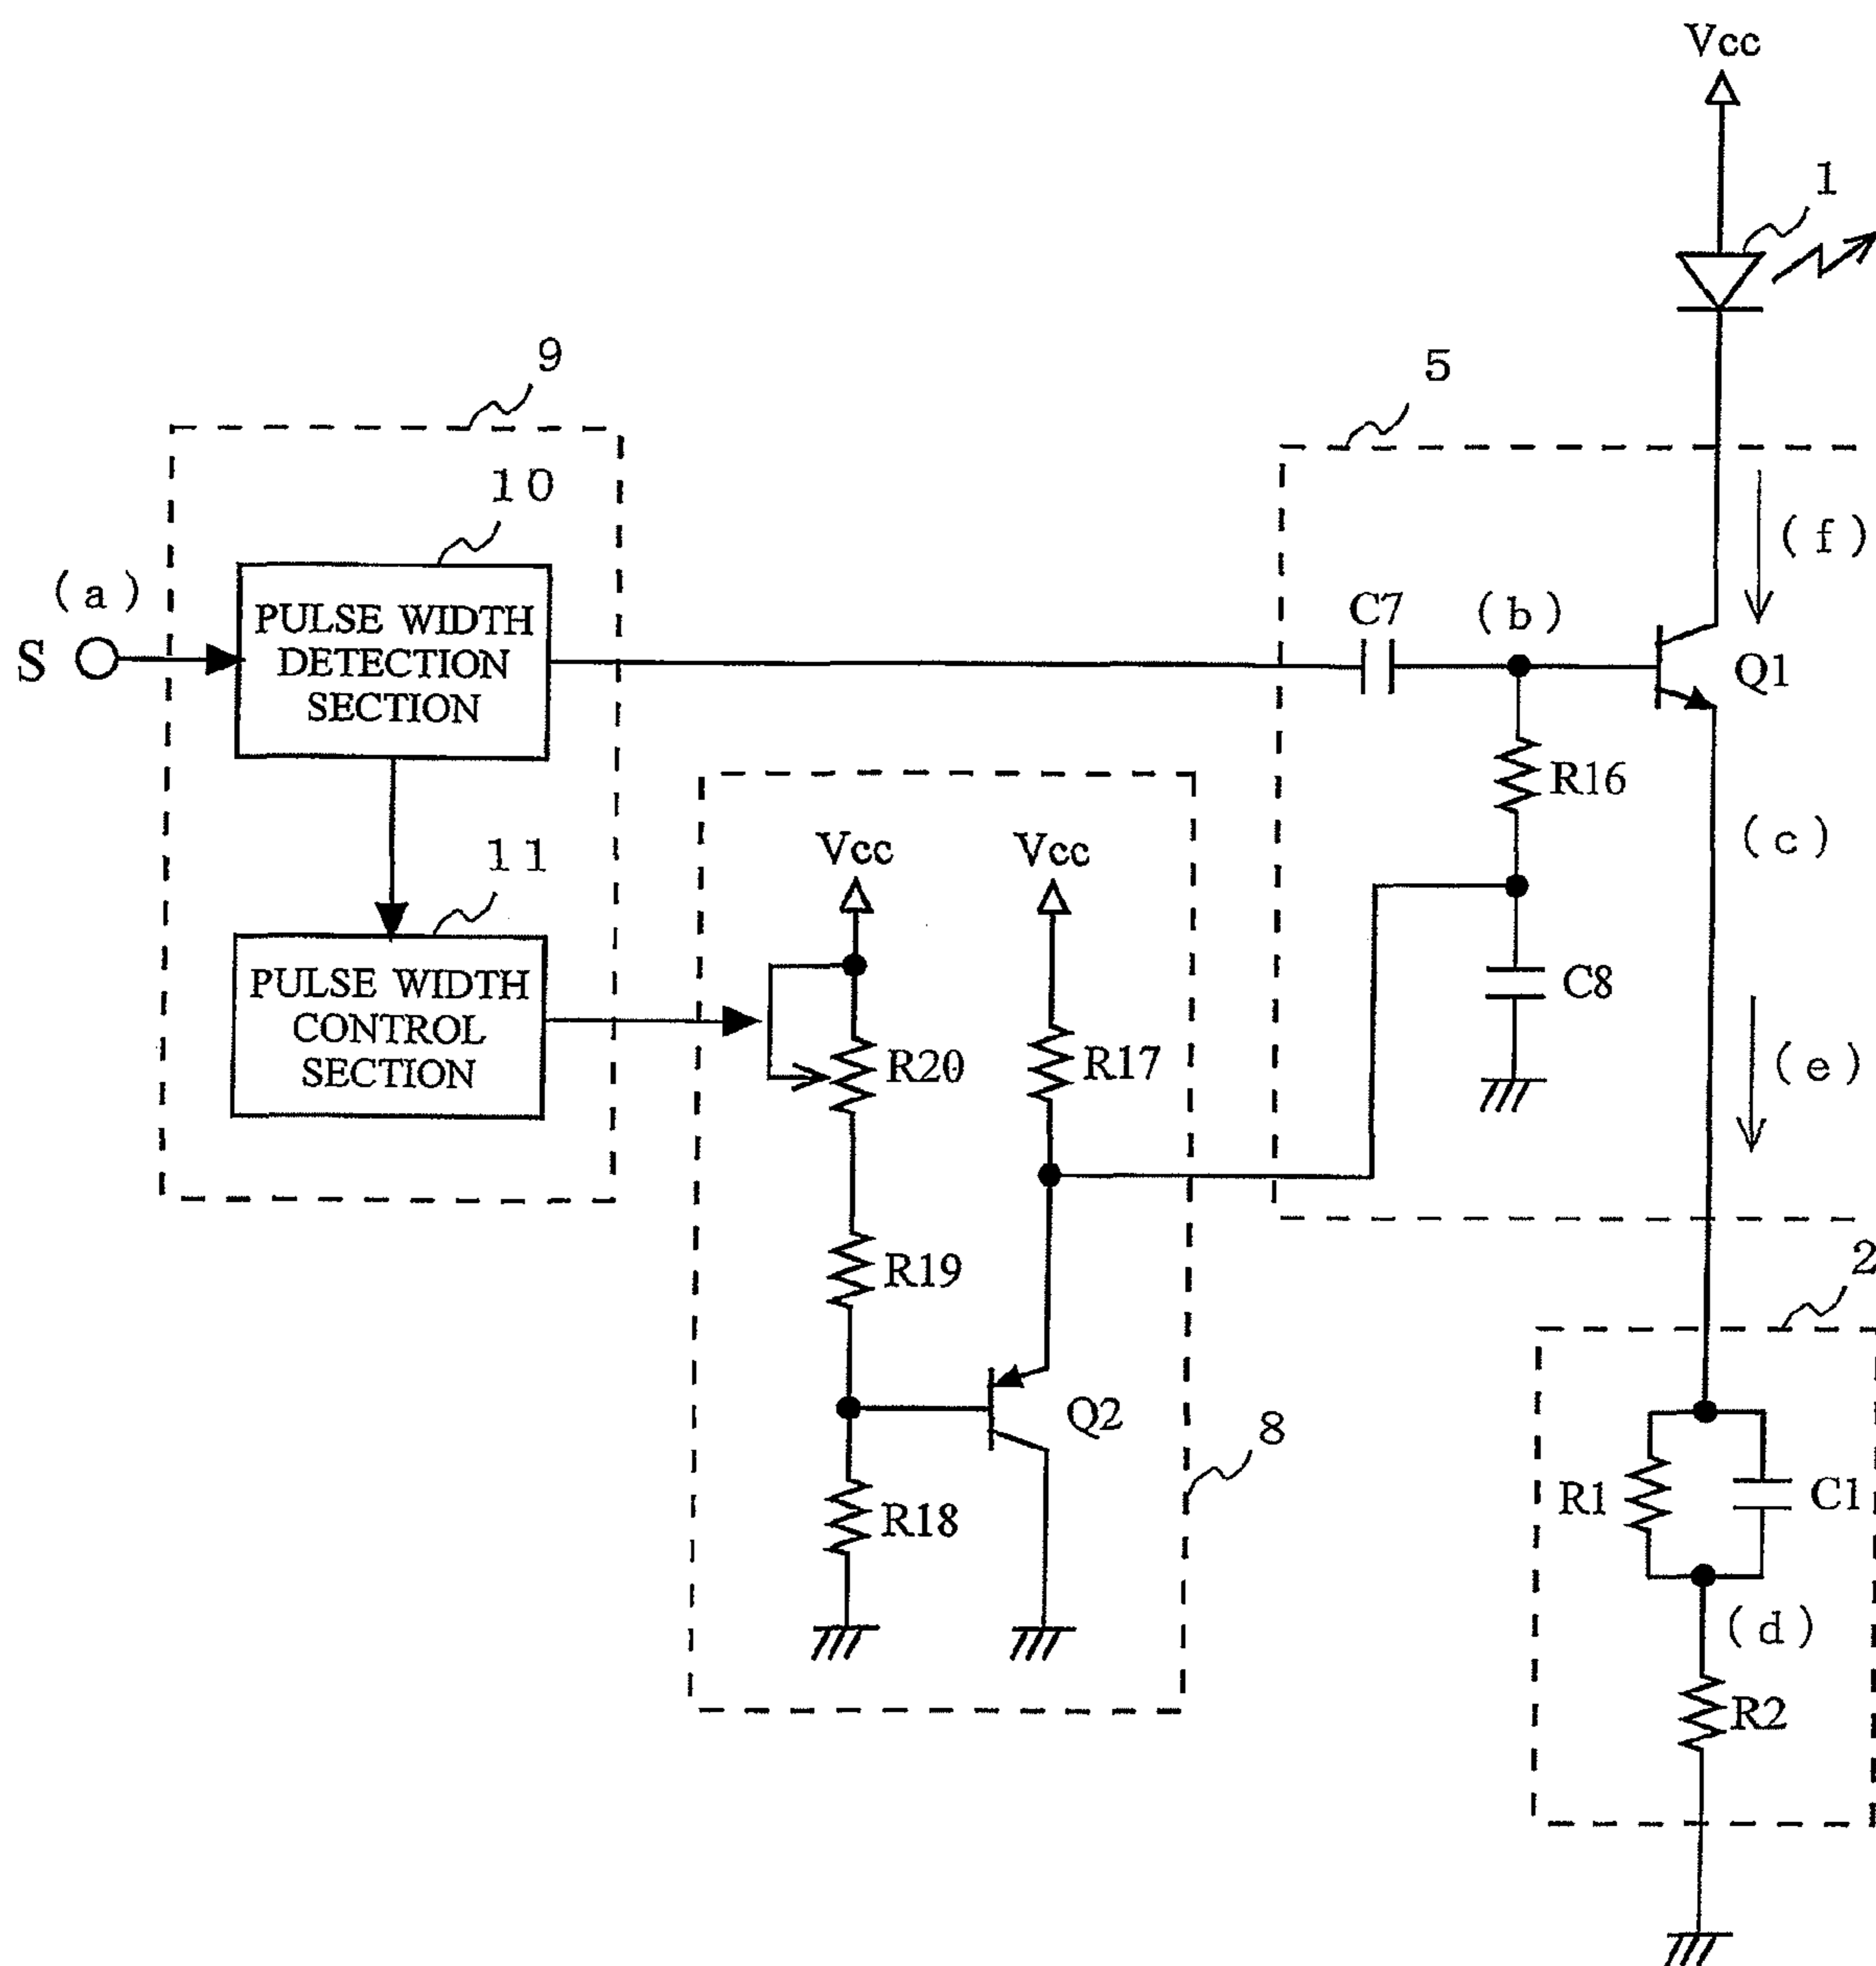 Vcc
1
9
5
10
(f)
(a)
C7
(b)
PULSE WIDTH
DETECTION
SECTION
S
Q1
R16
(c)
11
Vcc
Vcc
PULSE WIDTH
CONTROL
SECTION
C8
R20
R17
(e)
R19
2
Q2
8
R1
C1
R18
(d)
R2